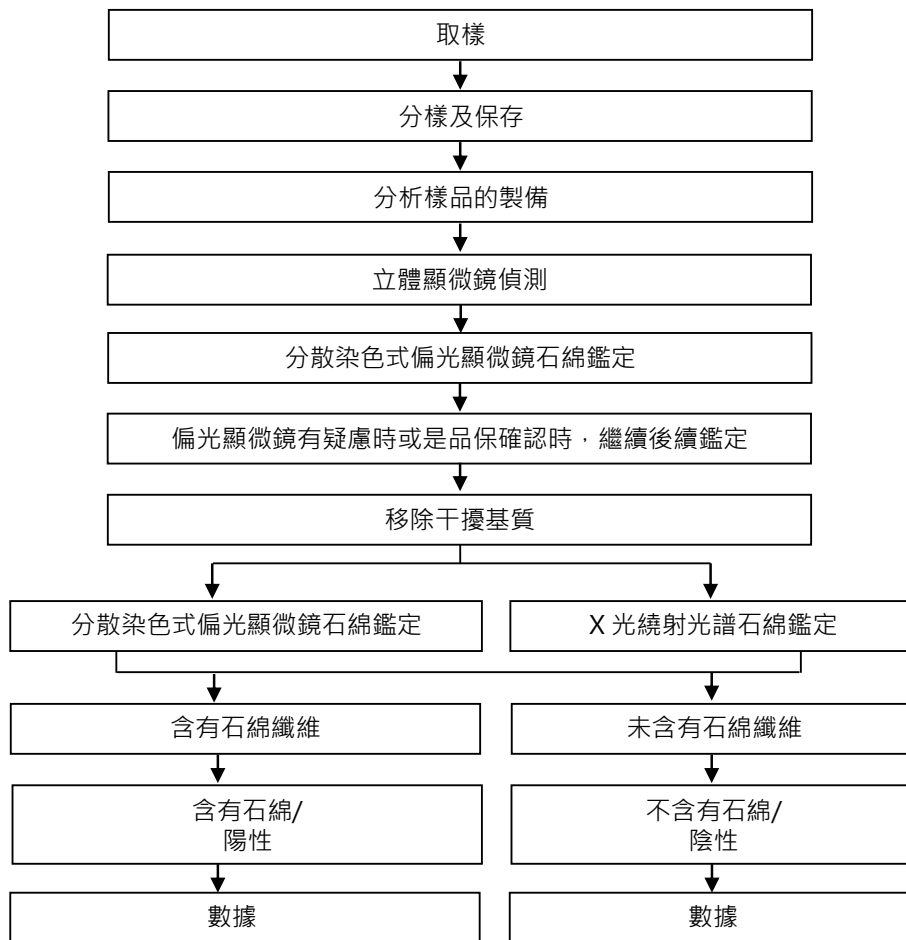 取樣
分樣及保存
分析樣品的製備
立體顯微鏡偵測
分散染色式偏光顯微鏡石綿鑑定
偏光顯微鏡有疑慮時或是品保確認時，繼續後續鑑定
移除干擾基質
分散染色式偏光顯微鏡石綿鑑定
X 光繞射光譜石綿鑑定
含有石綿纖維
未含有石綿纖維
含有石綿/
陽性
不含有石綿/
陰性
數據
數據